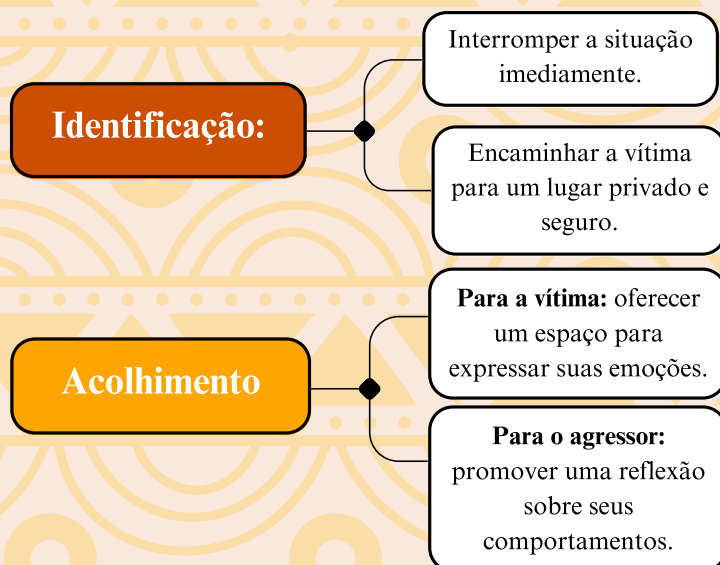 Identificação:
Interromper a situação
imediamente.
Encaminhar a vítima
para um lugar privado e
seguro.
Acolhimento
Para a vítima: oferecer
um espaço para
expressar suas emoções.
Para o agressor:
promover uma reflexão
sobre seus
comportamentos.